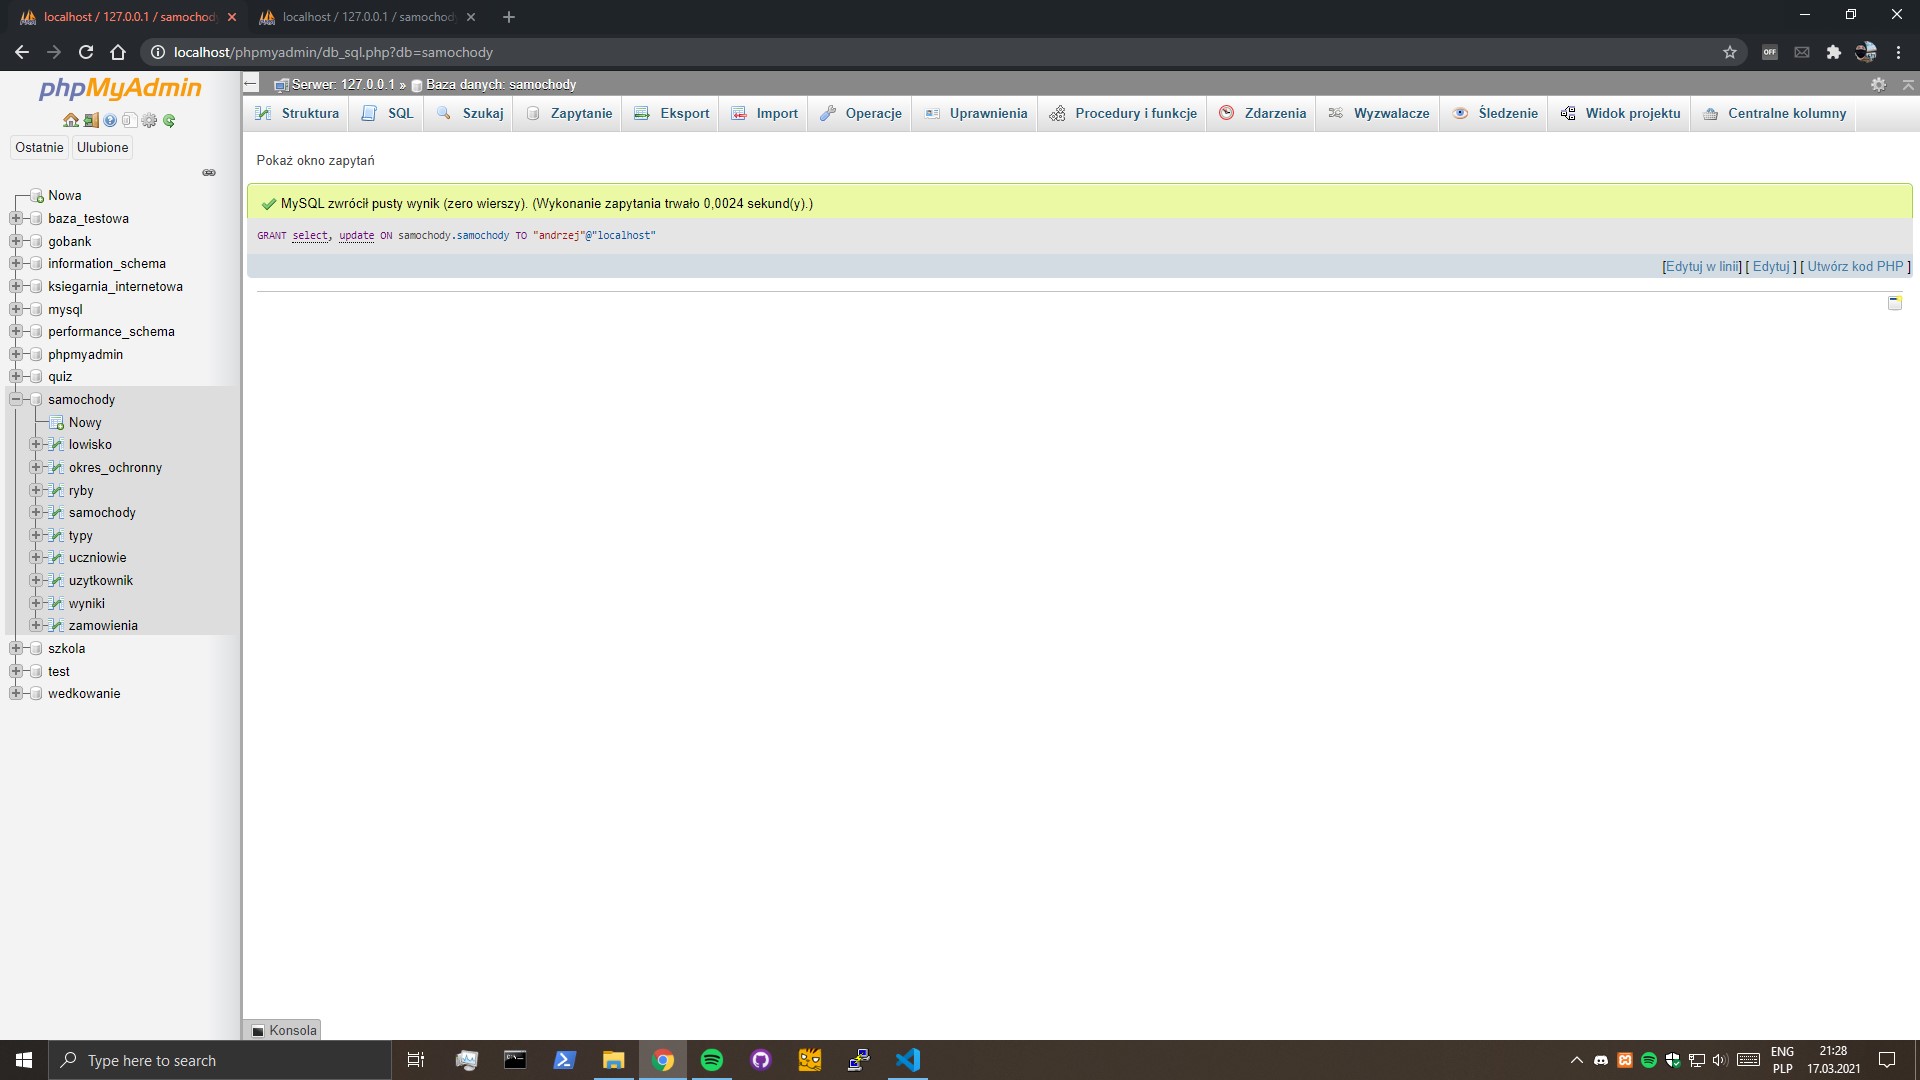 localhost / 127.0.0.1 / samochod
localhost / 127.0.0.1 / samochod
localhost/phpmyadmin/db_sql.php?db=samochody
OFF
phpMyAdmin
Ostatnie
Ulubione
Nowa
baza_testowa
gobank
information_schema
ksiegarnia_internetowa
mysql
performance_schema
phpmyadmin
quiz
samochody
Nowy
lowisko
okres_ochronny
ryby
samochody
typy
uczniowie
uzytkownik
wyniki
zamowienia
szkola
test
wedkowanie
Serwer: 127.0.0.1 » Baza danych: samochody
Struktura
SQL
Szukaj
Zapytanie
Eksport
Import
Operacje
Uprawnienia
Procedury i funkcje
Zdarzenia
Wyzwalacze
Śledzenie
Widok projektu
Centralne kolumny
Pokaż okno zapytań
MySQL zwrócił pusty wynik (zero wierszy). (Wykonanie zapytania trwało 0,0024 sekund(y).)
GRANT select, update ON samochody.samochody TO "andrzej"@"localhost"
[Edytuj w linii] [ Edytuj ] [ Utwórz kod PHP ]
Konsola
Type here to search
ENG
PLP
21:28
17.03.2021